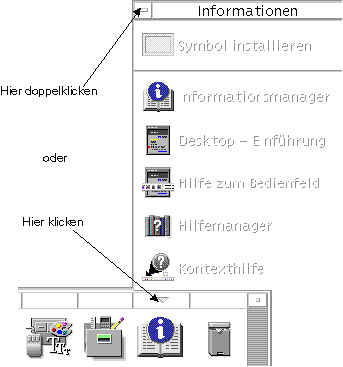 Informationen
Symbol installieren
Hier doppelklicken
Informationsmanager
Desktop – Einführung
oder
Hilfe zum Bedienfeld
Hier klicken
Hilfemanager
Kontexthilfe